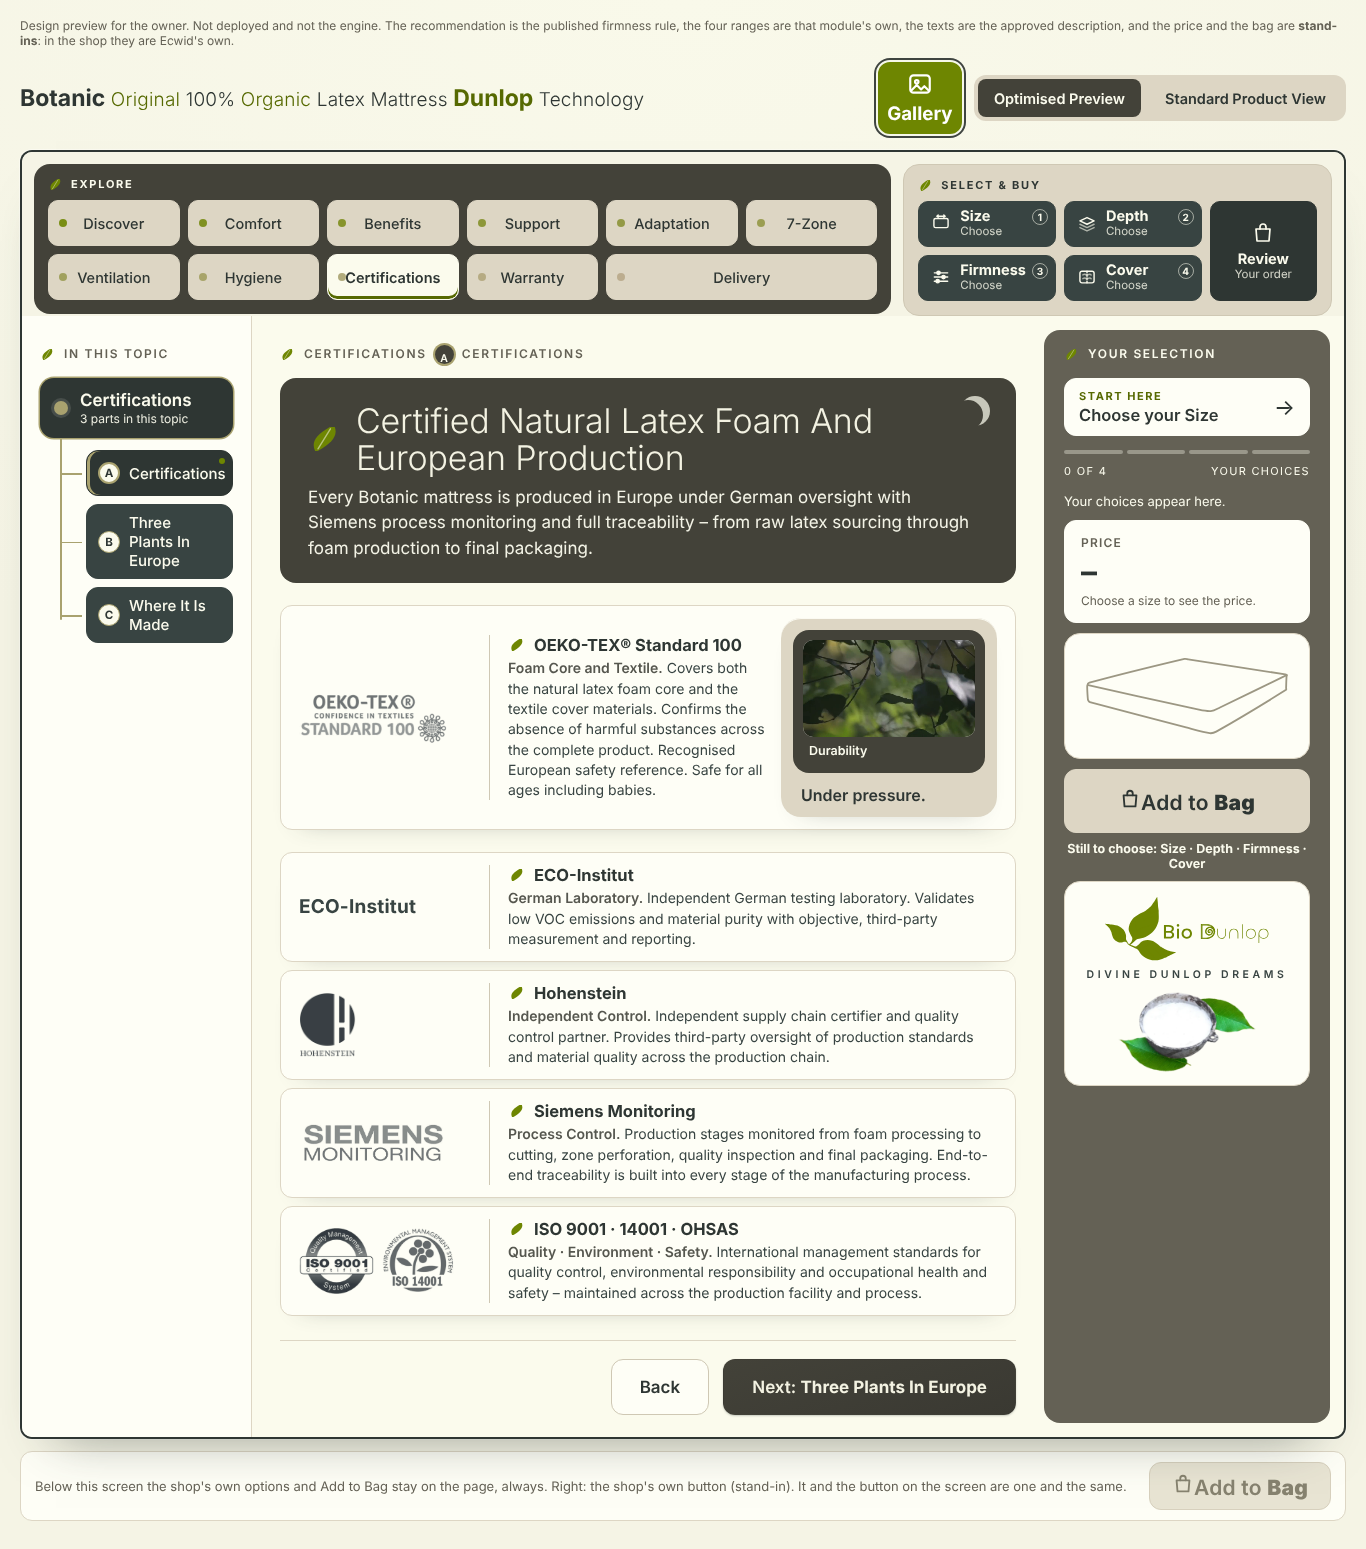 Design preview for the owner. Not deployed and not the engine. The recommendation is the published firmness rule, the four ranges are that module's own, the texts are the approved description, and the price and the bag are stand-
ins: in the shop they are Ecwid's own.
Botanic Original 100% Organic Latex Mattress Dunlop Technology
Gallery
Optimised Preview
Standard Product View
EXPLORE
Discover
Comfort
Benefits
Support
Adaptation
7-Zone
Ventilation
Hygiene
Certifications
Warranty
Delivery
SELECT & BUY
Size
Choose
1
Depth
Choose
2
Firmness
Choose
3
Cover
Choose
4
Review
Your order
IN THIS TOPIC
Certifications
3 parts in this topic
A
Certifications
B
Three
Plants In
Europe
C
Where It Is
Made
CERTIFICATIONS A CERTIFICATIONS
Certified Natural Latex Foam And
European Production
Every Botanic mattress is produced in Europe under German oversight with
Siemens process monitoring and full traceability – from raw latex sourcing through
foam production to final packaging.
OEKO-TEX®
CONFIDENCE IN TEXTILES
STANDARD 100
OEKO-TEX® Standard 100
Foam Core and Textile. Covers both
the natural latex foam core and the
textile cover materials. Confirms the
absence of harmful substances across
the complete product. Recognised
European safety reference. Safe for all
ages including babies.
Durability
Under pressure.
ECO-Institut
ECO-Institut
German Laboratory. Independent German testing laboratory. Validates
low VOC emissions and material purity with objective, third-party
measurement and reporting.
HOHENSTEIN
Hohenstein
Independent Control. Independent supply chain certifier and quality
control partner. Provides third-party oversight of production standards
and material quality across the production chain.
SIEMENS
MONITORING
Siemens Monitoring
Process Control. Production stages monitored from foam processing to
cutting, zone perforation, quality inspection and final packaging. End-to-
end traceability is built into every stage of the manufacturing process.
Quality Management
ISO 9001
Certified
System
ENVIRONMENTAL MANAGEMENT SYSTEM
ISO 14001
ISO 9001 · 14001 · OHSAS
Quality · Environment · Safety. International management standards for
quality control, environmental responsibility and occupational health and
safety – maintained across the production facility and process.
Back
Next: Three Plants In Europe
YOUR SELECTION
START HERE
Choose your Size
0 OF 4
YOUR CHOICES
Your choices appear here.
PRICE
–
Choose a size to see the price.
Add to Bag
Still to choose: Size · Depth · Firmness ·
Cover
Bio Dunlop
DIVINE DUNLOP DREAMS
Below this screen the shop's own options and Add to Bag stay on the page, always. Right: the shop's own button (stand-in). It and the button on the screen are one and the same.
Add to Bag